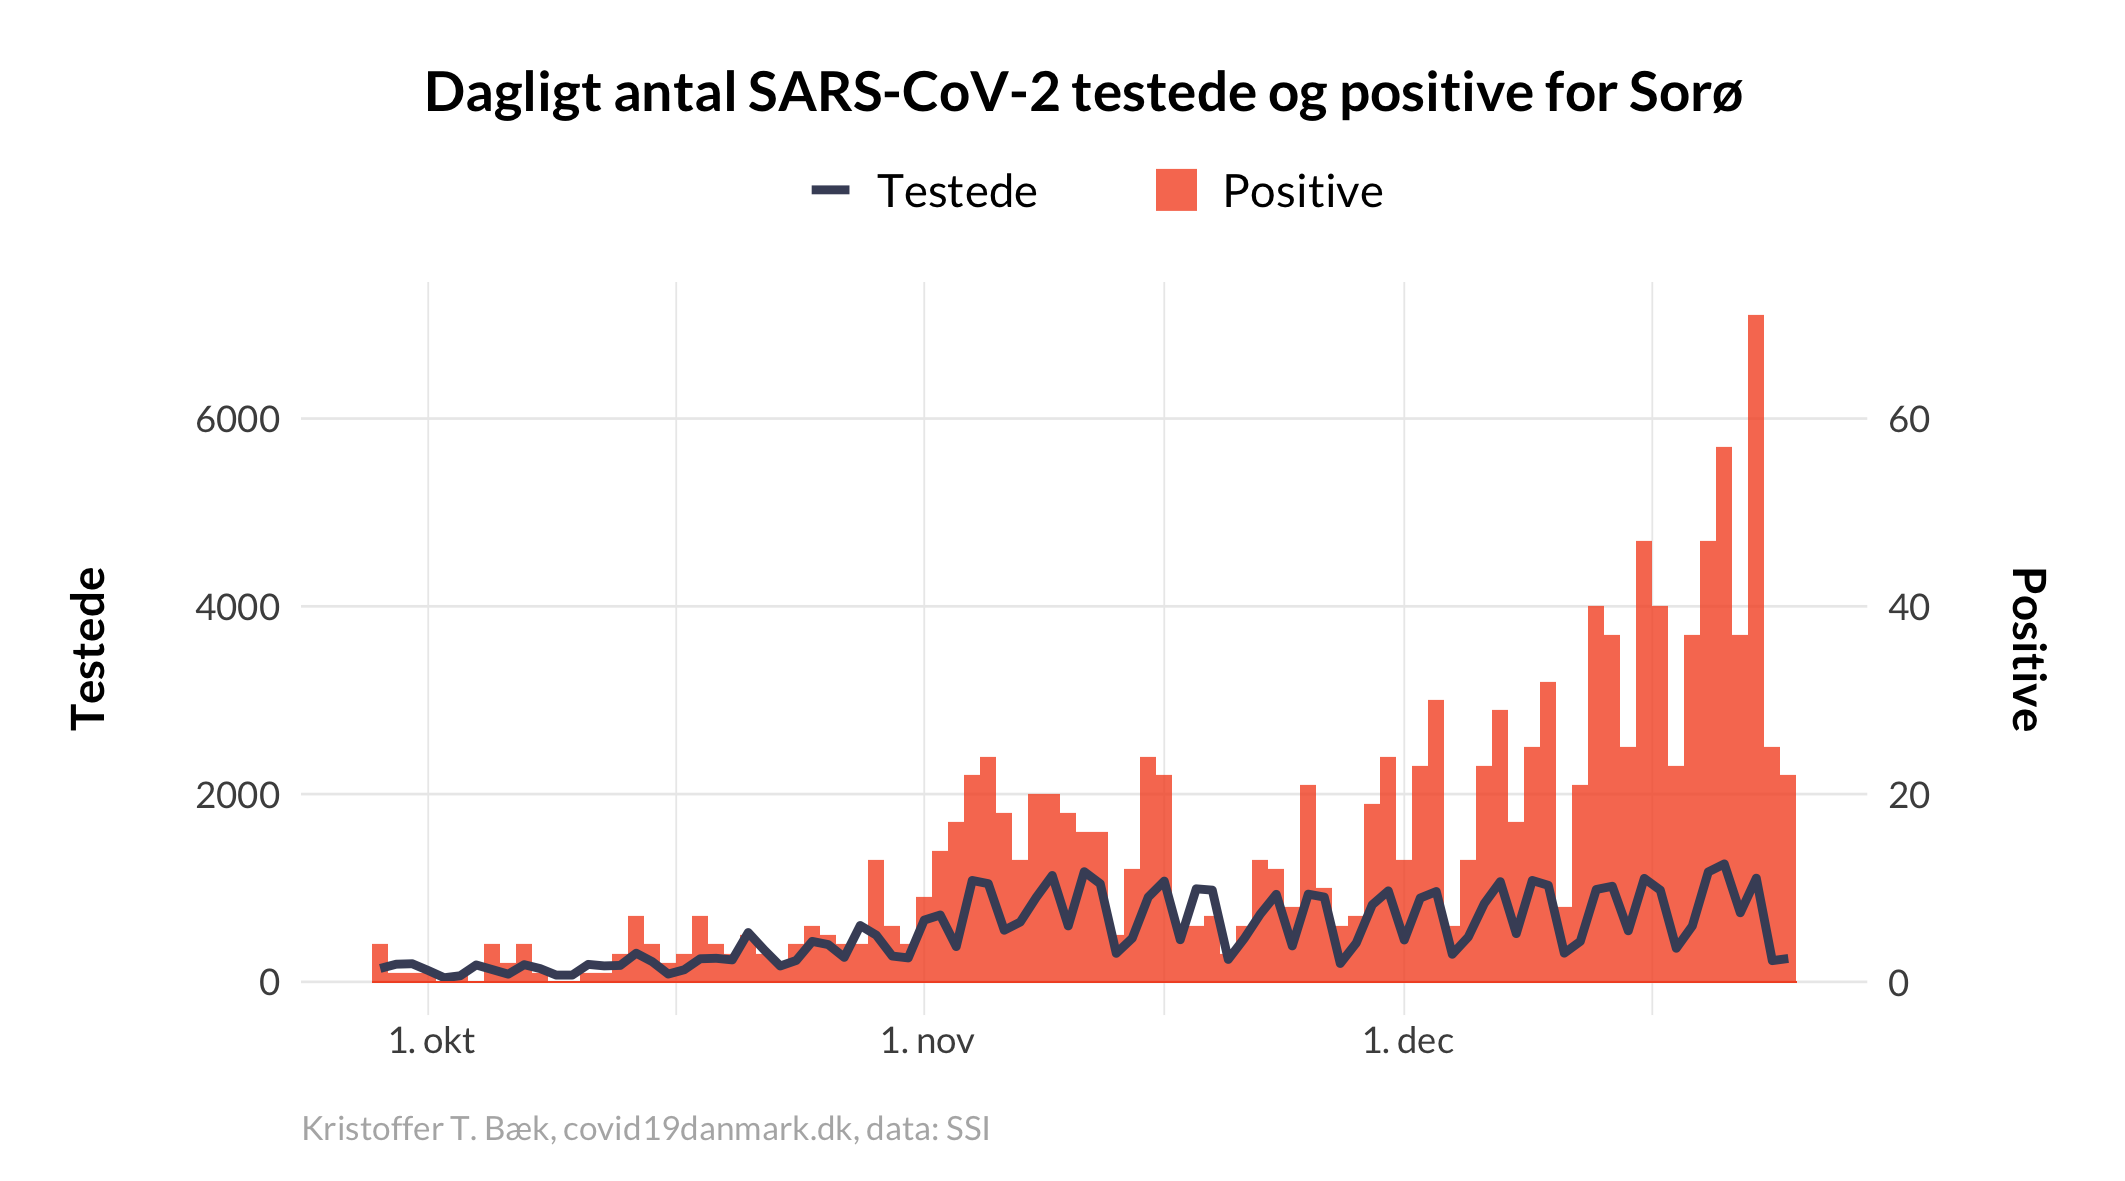 Dagligt antal SARS-CoV-2 testede og positive for Sorø
Testede
Positive
6000
4000
2000
0
60
40
20
0
Testede
Positive
1. okt
1. nov
1. dec
Kristoffer T. Bæk, covid19danmark.dk, data: SSI